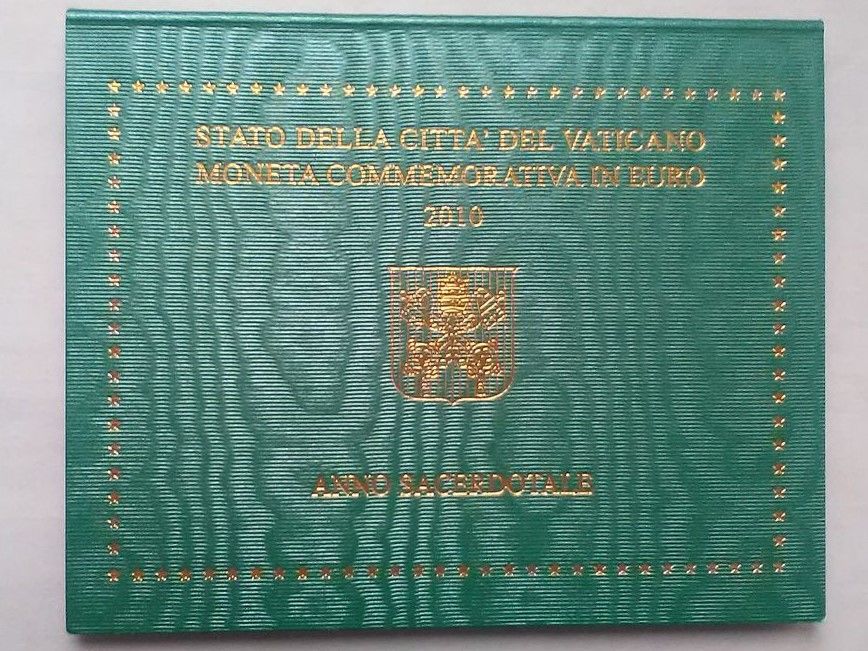 STATO DELLA CITTA' DEL VATICANO
MONETA COMMEMORATIVA IN EURO
2010
ANNO SACERDOTALE